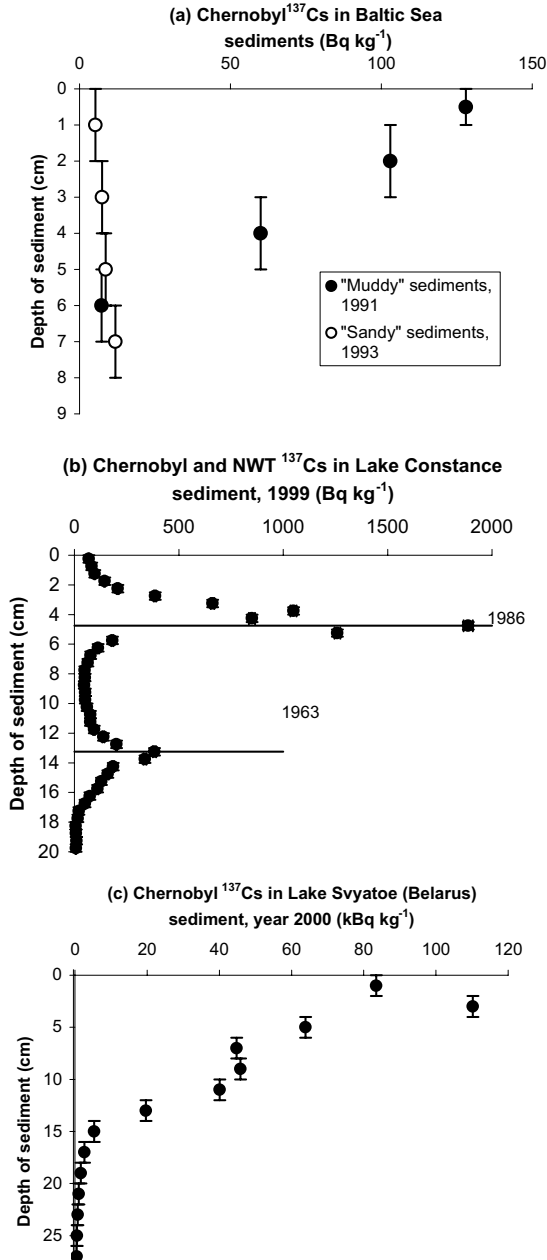 (a) Chernobyl ¹³⁷Cs in Baltic Sea
sediments (Bq kg⁻¹)
0 50 100 150
0
1
2
3
4
5
6
7
8
9
Depth of sediment (cm)
"Muddy" sediments,
1991
"Sandy" sediments,
1993
(b) Chernobyl and NWT ¹³⁷Cs in Lake Constance
sediment, 1999 (Bq kg⁻¹)
0 500 1000 1500 2000
0
2
4
6
8
10
12
14
16
18
20
Depth of sediment (cm)
1986
1963
(c) Chernobyl ¹³⁷Cs in Lake Svyatoe (Belarus)
sediment, year 2000 (kBq kg⁻¹)
0 20 40 60 80 100 120
0
5
10
15
20
25
Depth of sediment (cm)